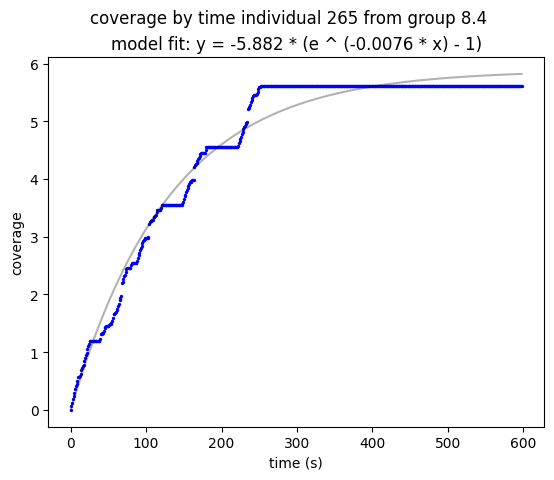 coverage by time individual 265 from group 8.4
model fit: y = -5.882 * (e ^ (-0.0076 * x) - 1)
6
5
4
3
2
1
0
coverage
0 100 200 300 400 500 600
time (s)